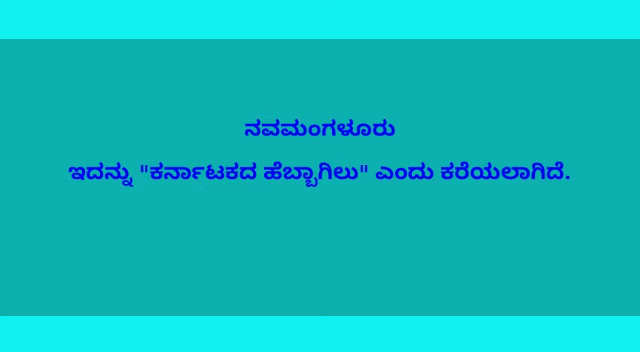 ನವಮಂಗಳೂರು
ಇದನ್ನು "ಕರ್ನಾಟಕದ ಹೆಬ್ಬಾಗಿಲು" ಎಂದು ಕರೆಯಲಾಗಿದೆ.